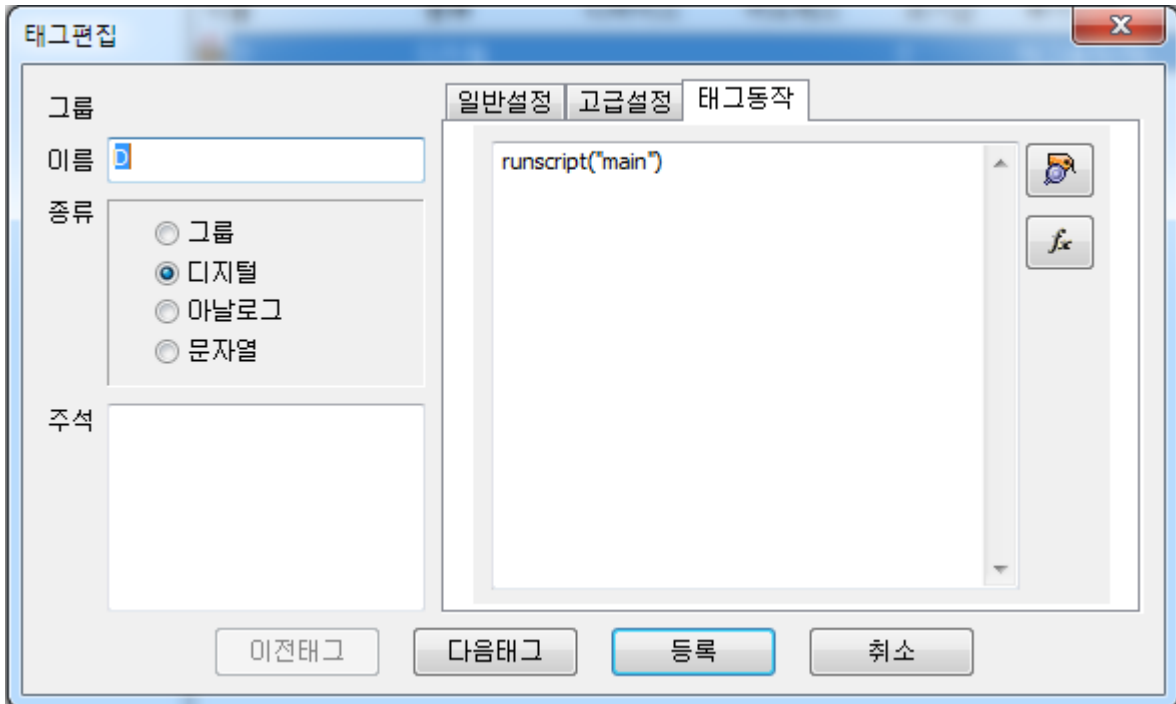 태그편집
그룹
이름 D
종류
그룹
디지털
아날로그
문자열
주석
일반설정 고급설정 태그동작
runscript("main")
fx
이전태그 다음태그 등록 취소